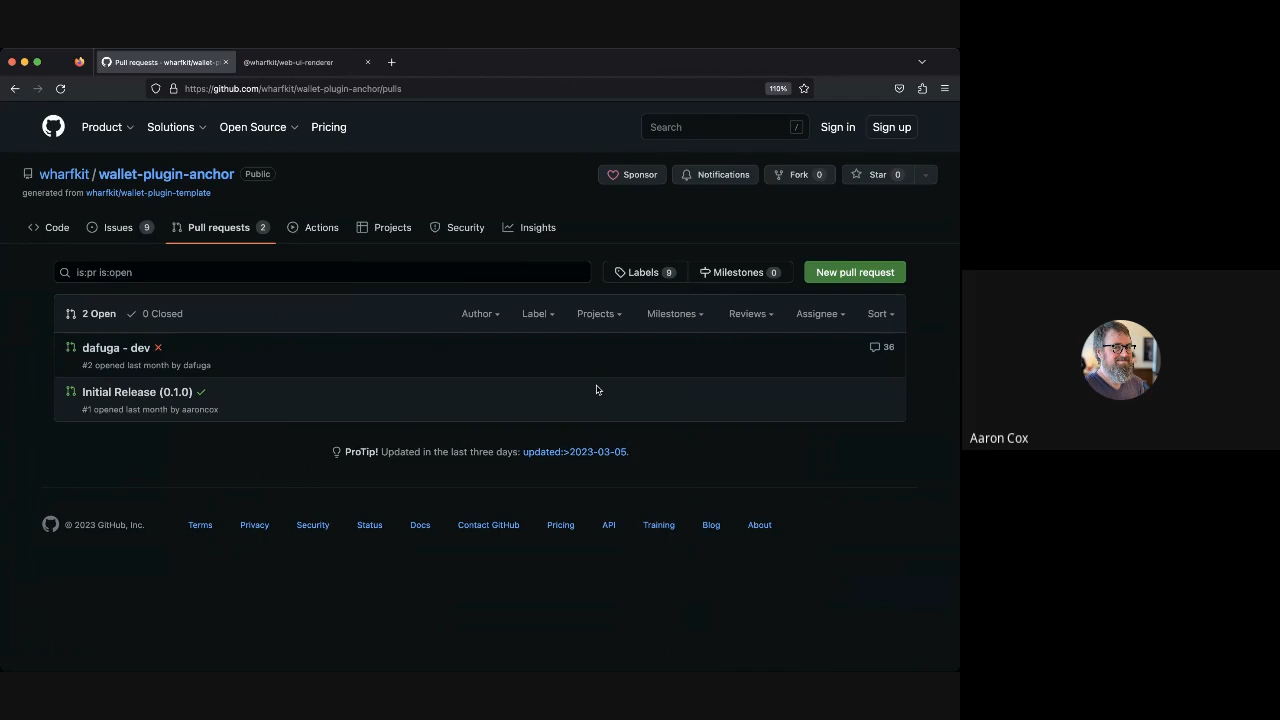 Pull requests · wharfkit/wallet-p
@wharfkit/web-ui-renderer
https://github.com/wharfkit/wallet-plugin-anchor/pulls
110%
Product
Solutions
Open Source
Pricing
Search
/
Sign in
Sign up
wharfkit / wallet-plugin-anchor
Public
Sponsor
Notifications
Fork 0
Star 0
generated from wharfkit/wallet-plugin-template
Code
Issues 9
Pull requests 2
Actions
Projects
Security
Insights
is:pr is:open
Labels 9
Milestones 0
New pull request
2 Open
0 Closed
Author
Label
Projects
Milestones
Reviews
Assignee
Sort
dafuga - dev
36
#2 opened last month by dafuga
Initial Release (0.1.0)
#1 opened last month by aaroncox
ProTip! Updated in the last three days: updated:>2023-03-05.
© 2023 GitHub, Inc.
Terms
Privacy
Security
Status
Docs
Contact GitHub
Pricing
API
Training
Blog
About
Aaron Cox